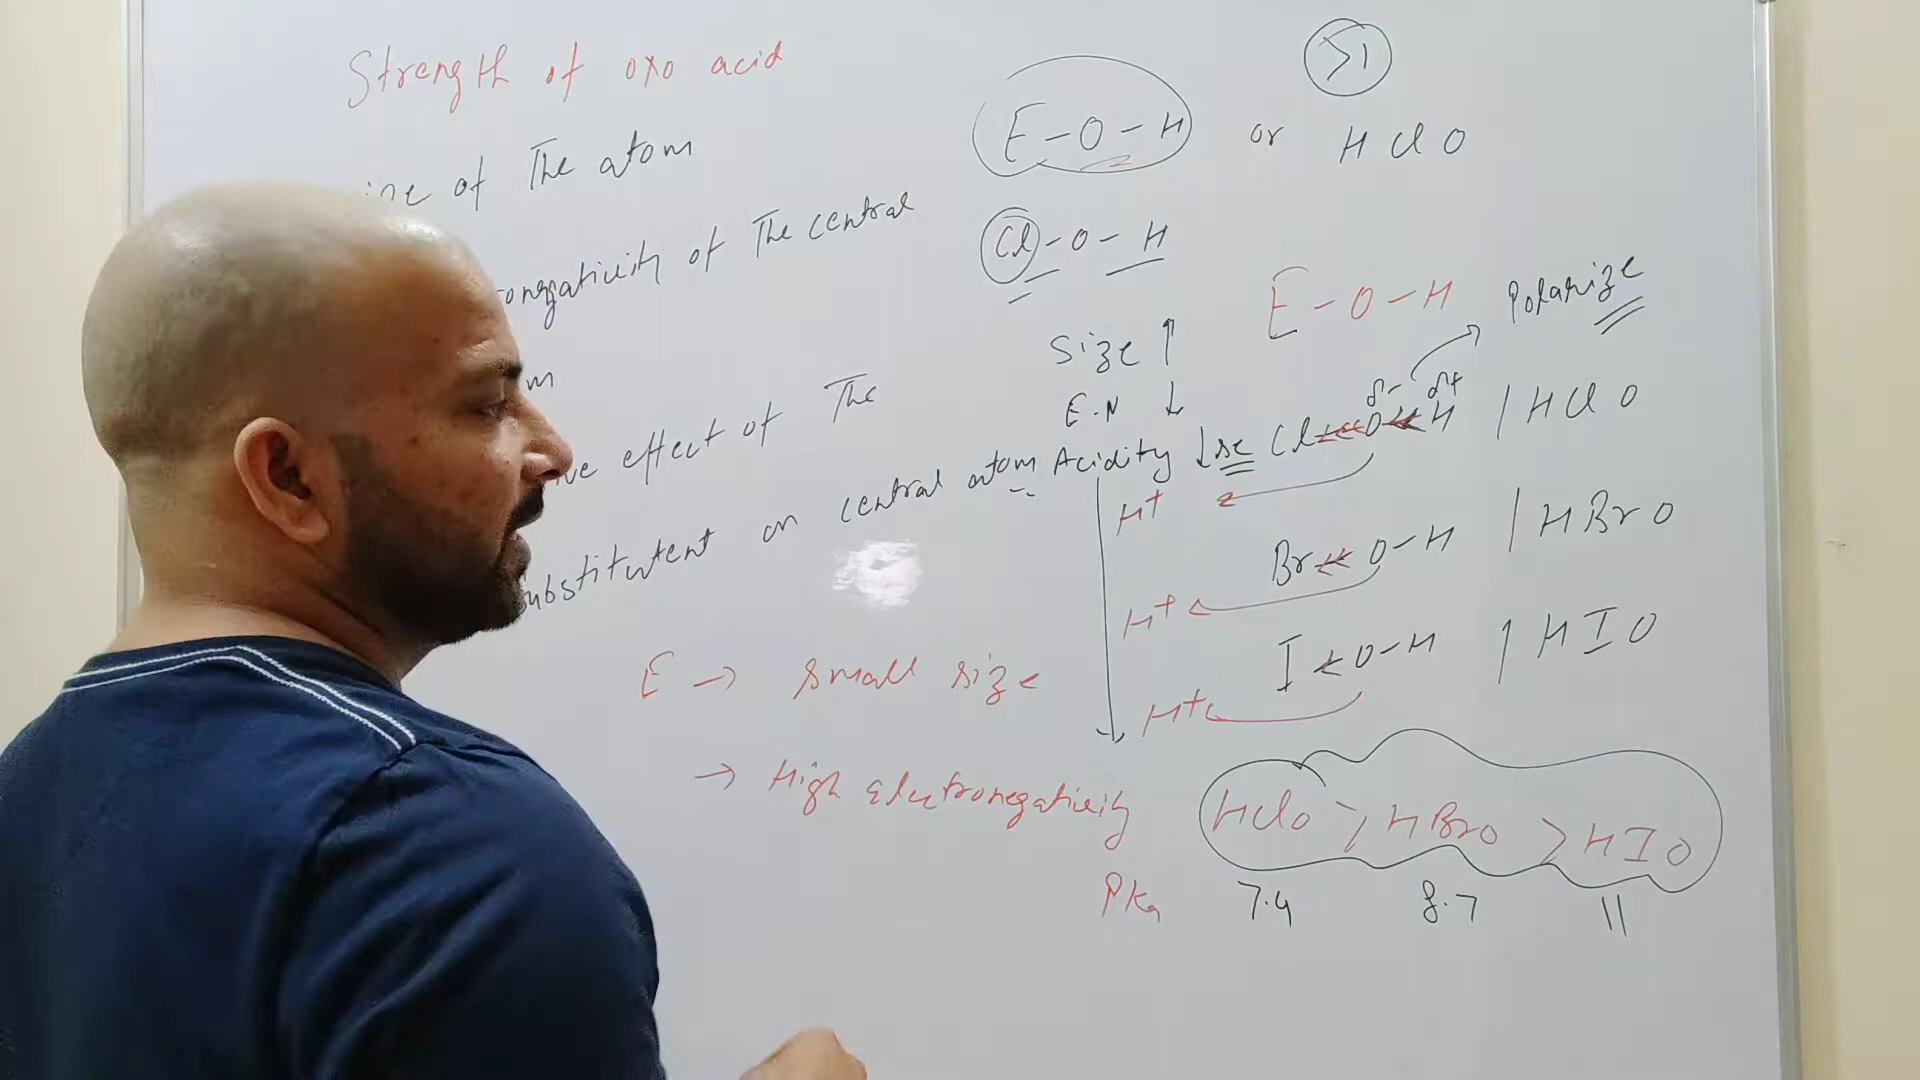 Strength of oxo acid
of The atom
of The central
effect of The
on central atom
E → small size
→ High electronegativity
51
E-O-H or HClO
Cl-O-H
Size ↑
E.N ↓
Acidity ↓se
E-O-H
Polarize
δ- δ+
Cl O H / HClO
H+
Br O-H / HBrO
H+
I O-H / HIO
H+
HClO > HBrO > HIO
Pka 7.4 8.7 11